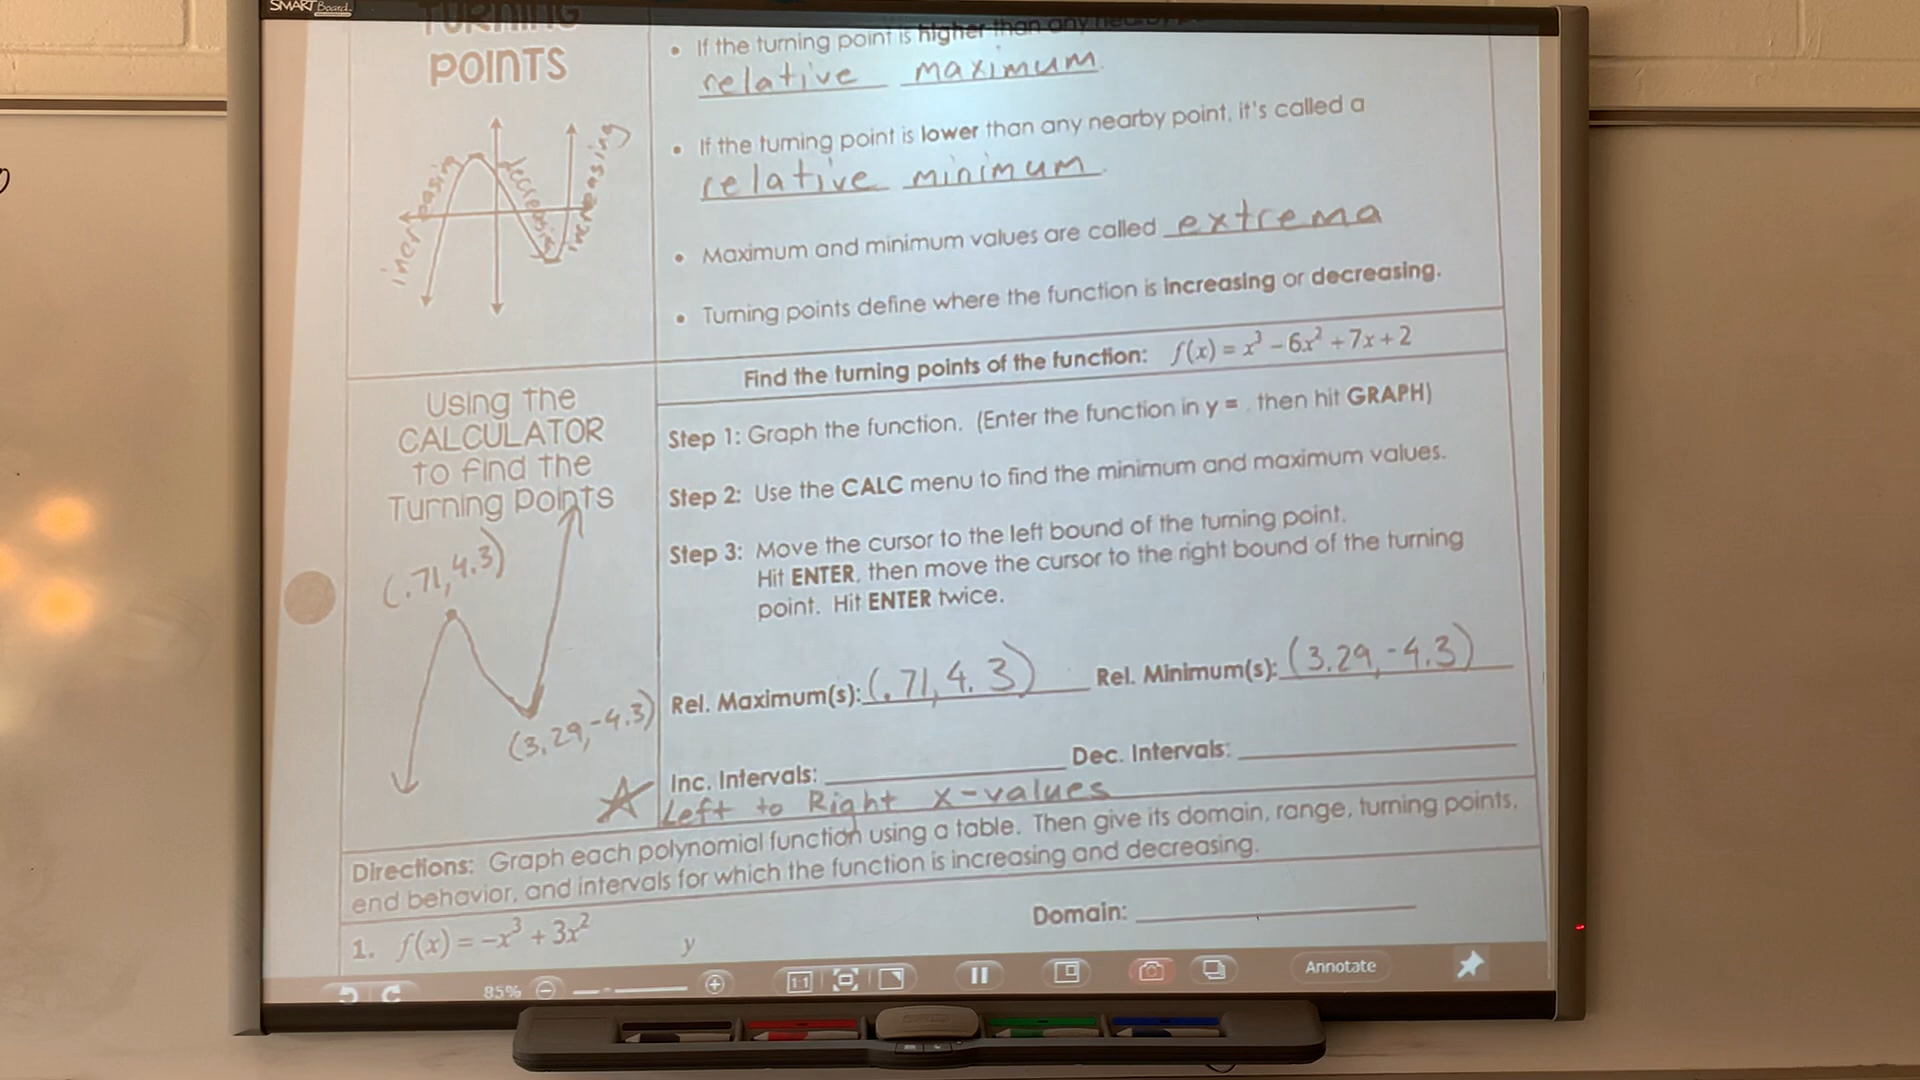 SMART Board
TURNING
POINTS
• If the turning point is higher than any
relative maximum.
• If the turning point is lower than any nearby point, it's called a
relative minimum.
• Maximum and minimum values are called extrema
• Turning points define where the function is increasing or decreasing.
increasing
decreasing
increasing
Find the turning points of the function: f(x) = x³ − 6x² + 7x + 2
Using the
CALCULATOR
to find the
Turning Points
(.71, 4.3)
(3.29, -4.3)
Step 1: Graph the function. (Enter the function in y = , then hit GRAPH)
Step 2: Use the CALC menu to find the minimum and maximum values.
Step 3: Move the cursor to the left bound of the turning point.
Hit ENTER, then move the cursor to the right bound of the turning
point. Hit ENTER twice.
Rel. Maximum(s): (.71, 4.3) Rel. Minimum(s): (3.29, -4.3)
Inc. Intervals: Dec. Intervals:
Left to Right x-values
Directions: Graph each polynomial function using a table. Then give its domain, range, turning points,
end behavior, and intervals for which the function is increasing and decreasing.
1. f(x) = −x³ + 3x²
y
Domain:
85%
1:1
Annotate